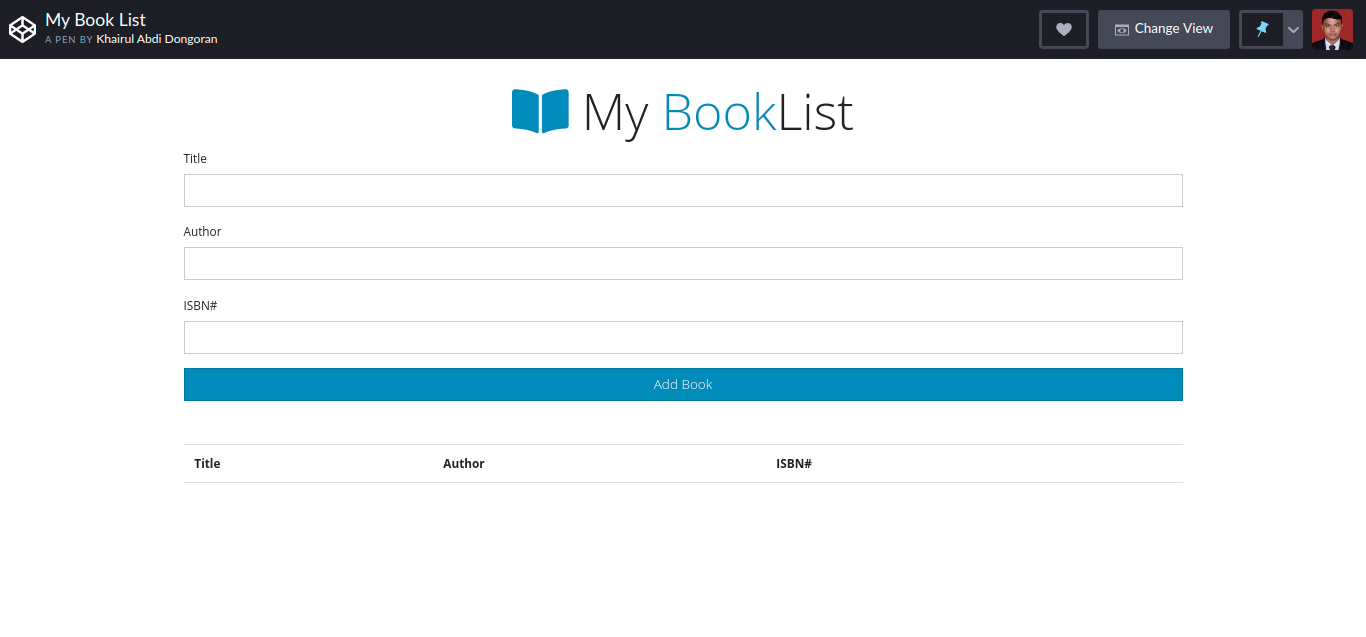 My Book List
A PEN BY Khairul Abdi Dongoran
Change View
My BookList
Title
Author
ISBN#
Add Book
Title Author ISBN#